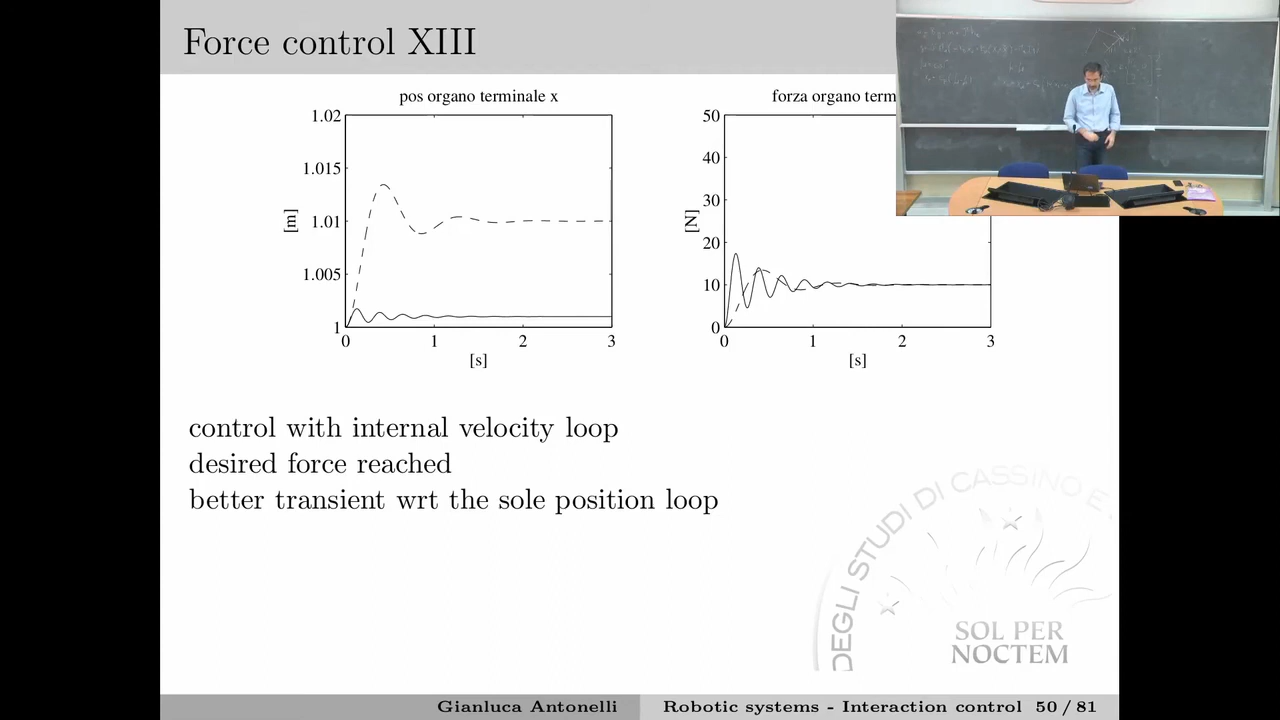 Force control XIII
pos organo terminale x
1.02
1.015
1.01
1.005
1
0
1
2
3
[m]
[s]
forza organo term
50
40
30
20
10
0
0
1
2
3
[N]
[s]
control with internal velocity loop
desired force reached
better transient wrt the sole position loop
DEGLI STUDI DI CASSINO E
SOL PER
NOCTEM
Gianluca Antonelli
Robotic systems - Interaction control 50 / 81